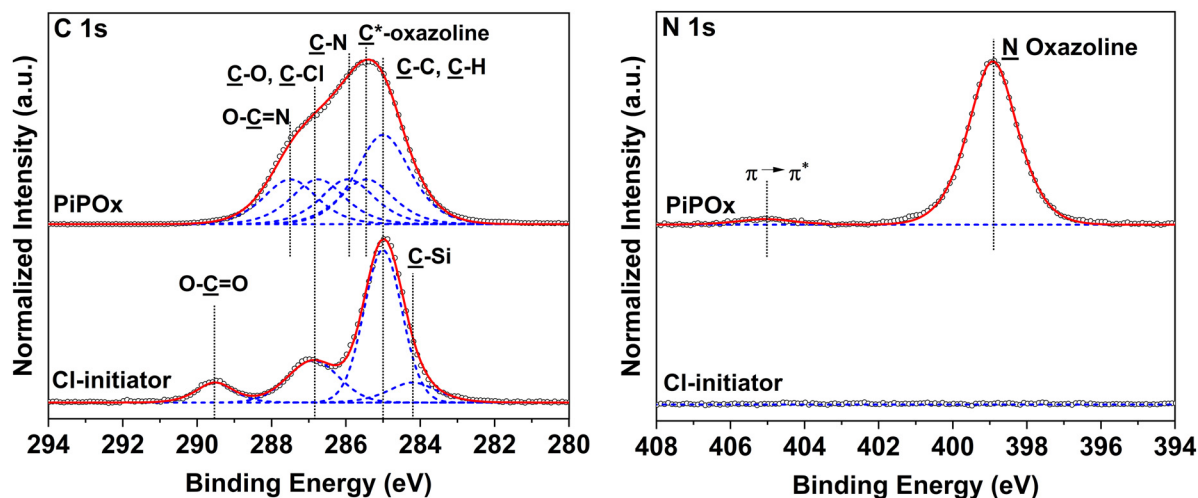 C 1s
C-N
C*-oxazoline
C-O, C-Cl
C-C, C-H
O-C=N
PiPOx
C-Si
O-C=O
Cl-initiator
294 292 290 288 286 284 282 280
Binding Energy (eV)
Normalized Intensity (a.u.)
N 1s
N Oxazoline
π→π*
PiPOx
Cl-initiator
408 406 404 402 400 398 396 394
Binding Energy (eV)
Normalized Intensity (a.u.)